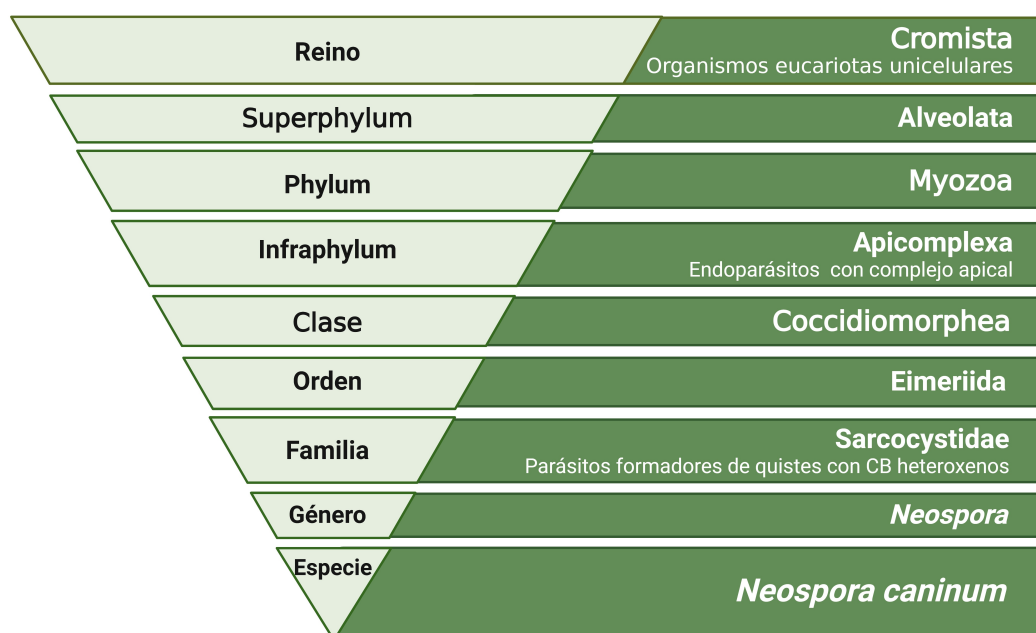 Reino
Cromista
Organismos eucariotas unicelulares
Superphylum
Alveolata
Phylum
Myozoa
Infraphylum
Apicomplexa
Endoparásitos con complejo apical
Clase
Coccidiomorphea
Orden
Eimeriida
Familia
Sarcocystidae
Parásitos formadores de quistes con CB heteroxenos
Género
Neospora
Especie
Neospora caninum